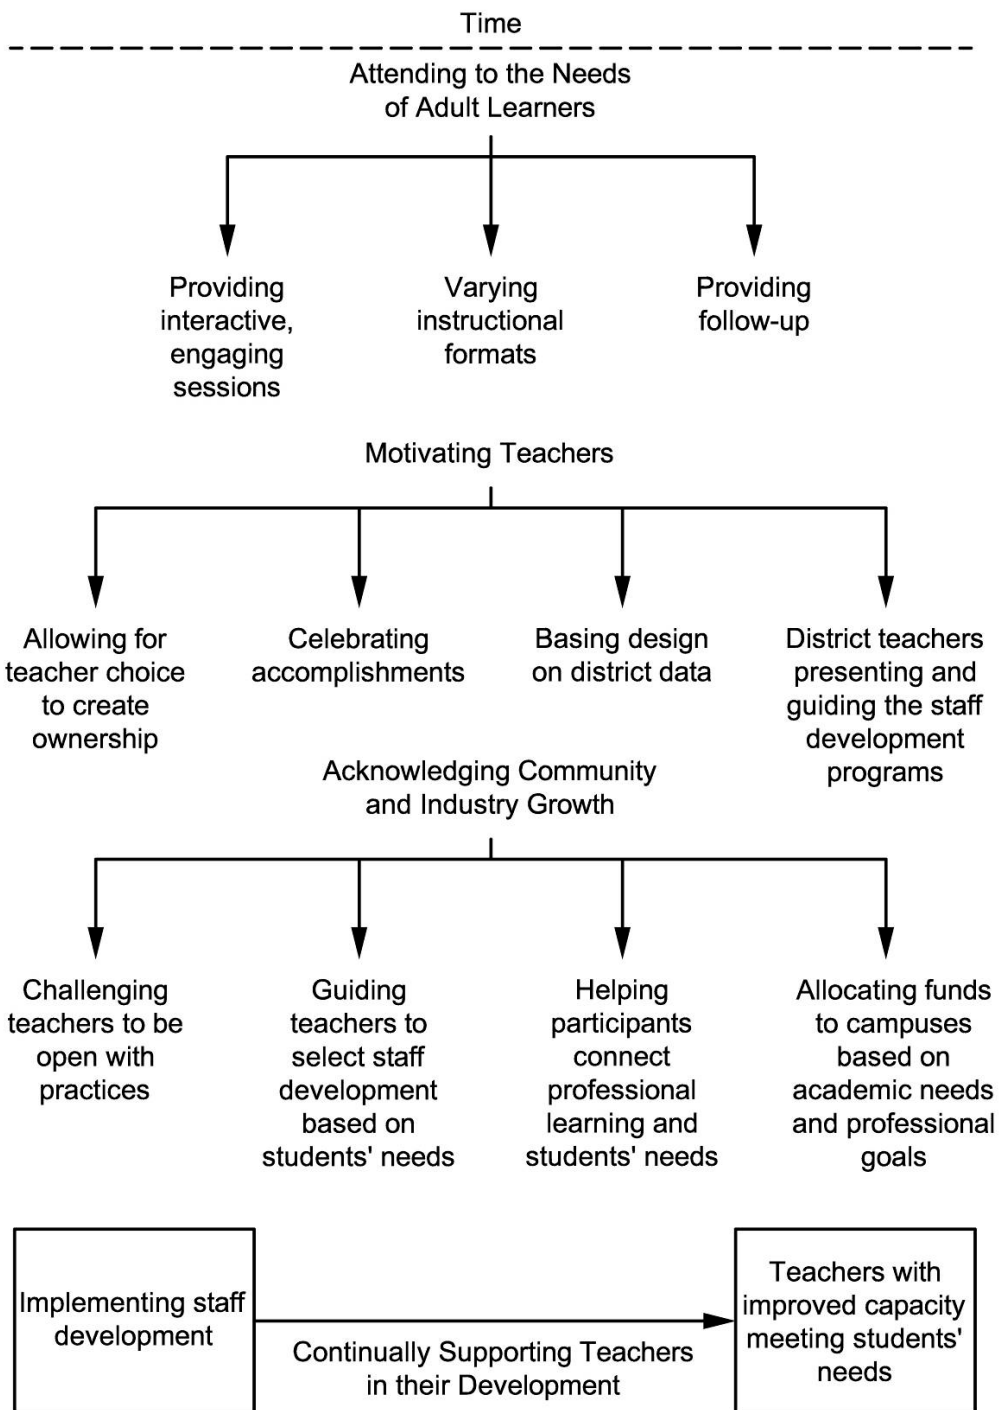 Time
Attending to the Needs
of Adult Learners
Providing
interactive,
engaging
sessions
Varying
instructional
formats
Providing
follow-up
Motivating Teachers
Allowing for
teacher choice
to create
ownership
Celebrating
accomplishments
Basing design
on district data
District teachers
presenting and
guiding the staff
development
programs
Acknowledging Community
and Industry Growth
Challenging
teachers to be
open with
practices
Guiding
teachers to
select staff
development
based on
students' needs
Helping
participants
connect
professional
learning and
students' needs
Allocating funds
to campuses
based on
academic needs
and professional
goals
Implementing staff
development
Continually Supporting Teachers
in their Development
Teachers with
improved capacity
meeting students'
needs